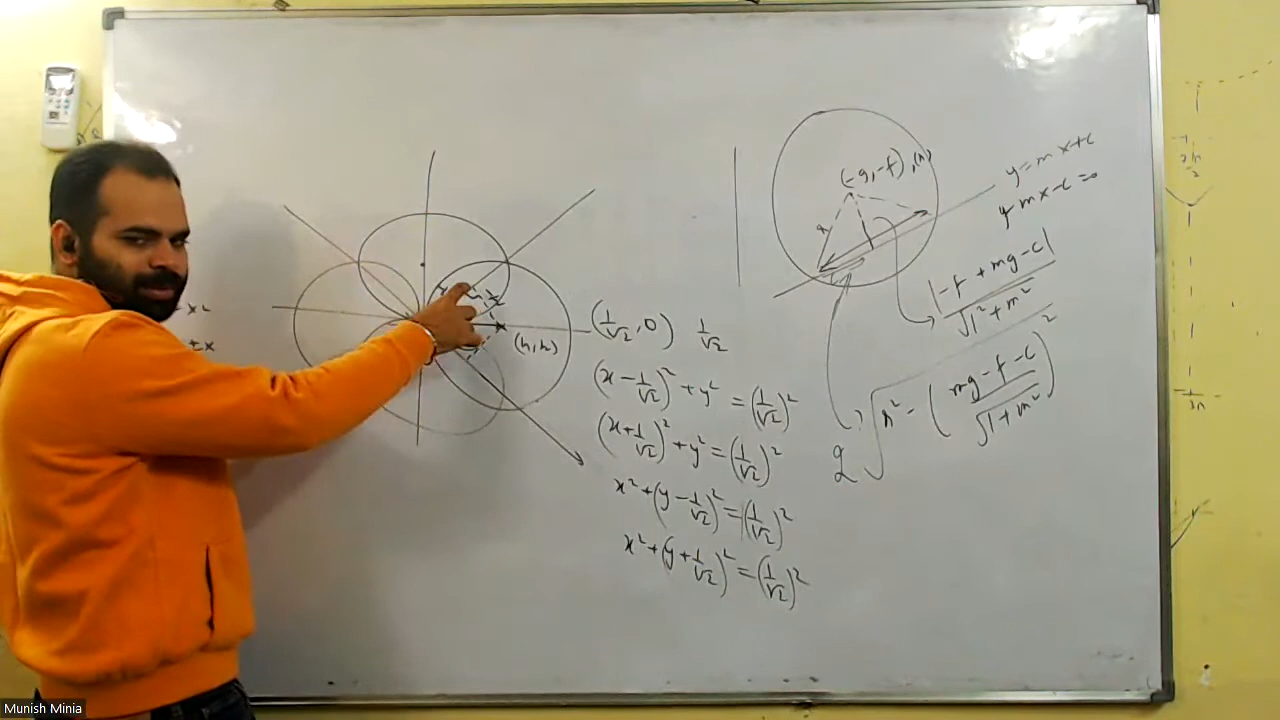 (-g,-f),(r)
y=mx+c
y-mx-c=0
r
|-f+mg-c|
√1²+m²
(1/√2,0) 1/√2
(h,k)
(x-1/√2)²+y²=(1/√2)²
(x+1/√2)²+y²=(1/√2)²
x²+(y-1/√2)²=(1/√2)²
x²+(y+1/√2)²=(1/√2)²
2√r²-(mg-f-c/√1+m²)²
-x²
±x
Munish Minia